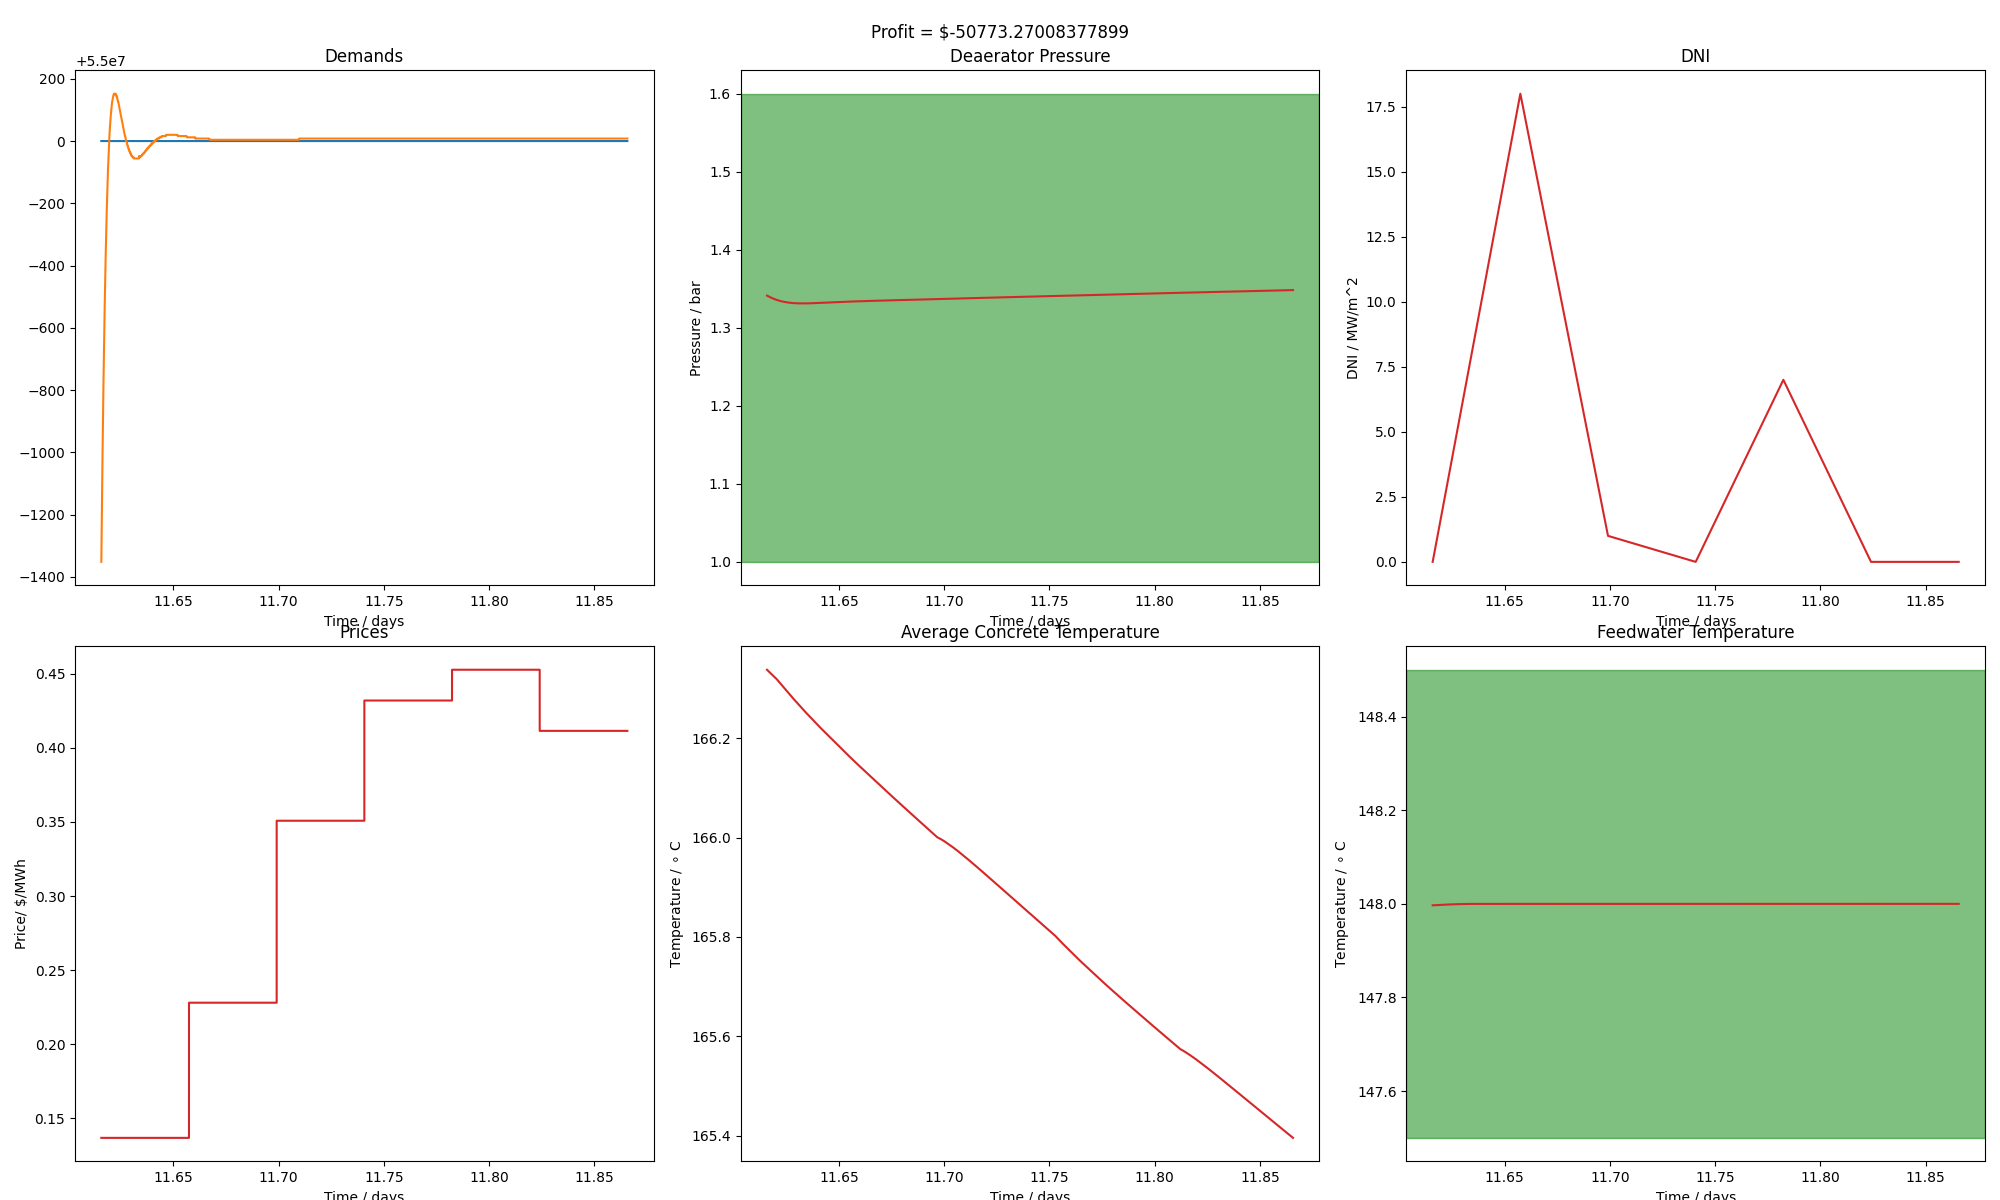 Profit = $-50773.27008377899
Demands
+5.5e7
200
0
−200
−400
−600
−800
−1000
−1200
−1400
11.65 11.70 11.75 11.80 11.85
Time / days
Deaerator Pressure
Pressure / bar
1.6
1.5
1.4
1.3
1.2
1.1
1.0
11.65 11.70 11.75 11.80 11.85
Time / days
DNI
DNI / MW/m^2
17.5
15.0
12.5
10.0
7.5
5.0
2.5
0.0
11.65 11.70 11.75 11.80 11.85
Time / days
Prices
Price/ $/MWh
0.45
0.40
0.35
0.30
0.25
0.20
0.15
11.65 11.70 11.75 11.80 11.85
Time / days
Average Concrete Temperature
Temperature / ∘ C
166.2
166.0
165.8
165.6
165.4
11.65 11.70 11.75 11.80 11.85
Time / days
Feedwater Temperature
Temperature / ∘ C
148.4
148.2
148.0
147.8
147.6
11.65 11.70 11.75 11.80 11.85
Time / days